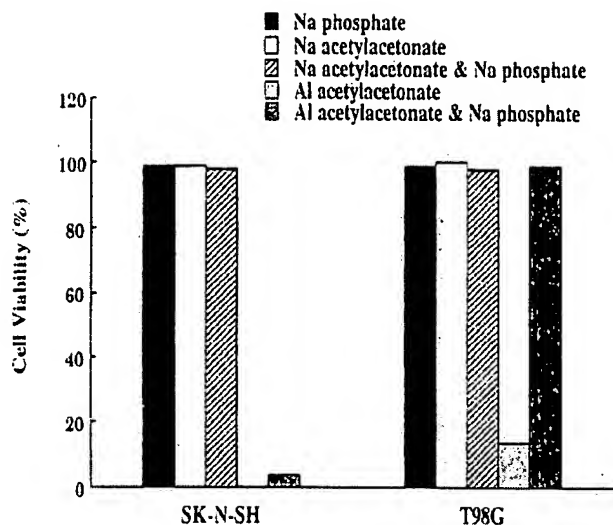 Na phosphate
Na acetylacetonate
Na acetylacetonate & Na phosphate
Al acetylacetonate
Al acetylacetonate & Na phosphate
120
100
80
60
40
20
0
Cell Viability (%)
SK-N-SH
T98G